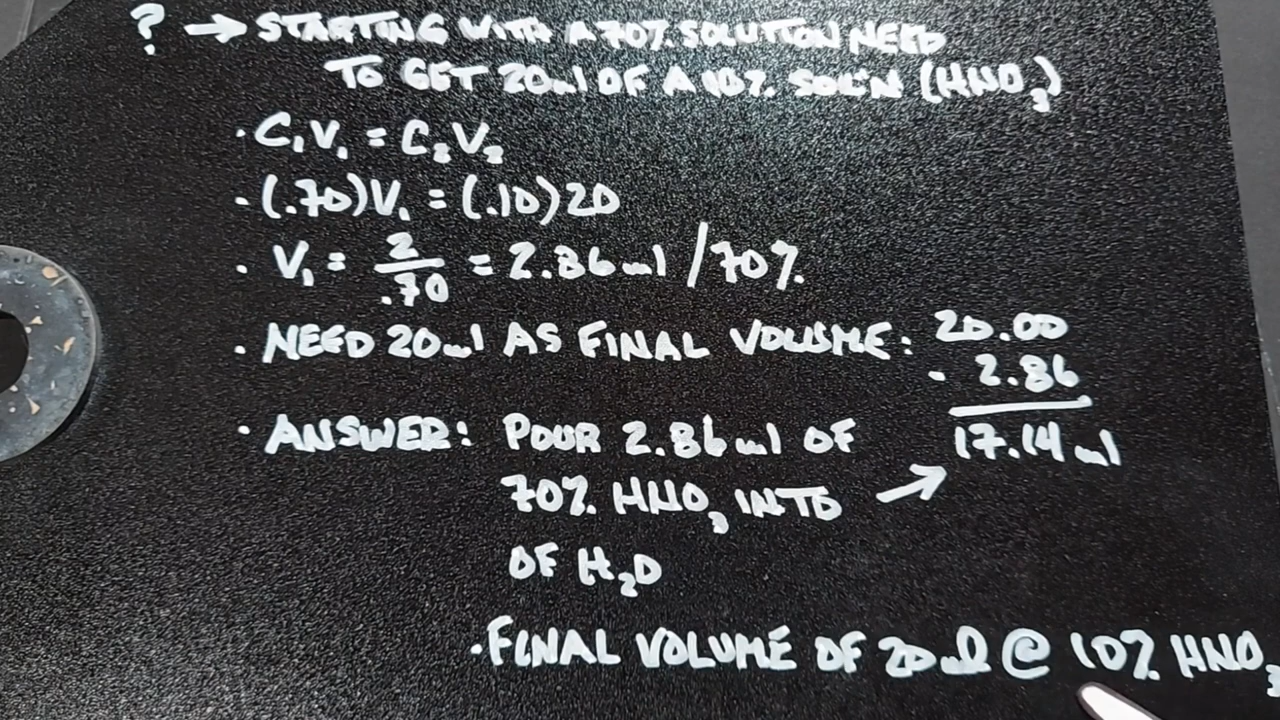 ? → STARTING WITH A 70% SOLUTION NEED
TO GET 20ml OF A 10% SOL'N (HNO₃)
· C₁V₁ = C₂V₂
· (.70)V₁ = (.10)20
· V₁ = 2/.70 = 2.86ml /70%
· NEED 20ml AS FINAL VOLUME: 20.00
- 2.86
17.14ml
· ANSWER: POUR 2.86ml OF
70% HNO₃ INTO →
OF H₂O
· FINAL VOLUME OF 20ml @ 10% HNO₃